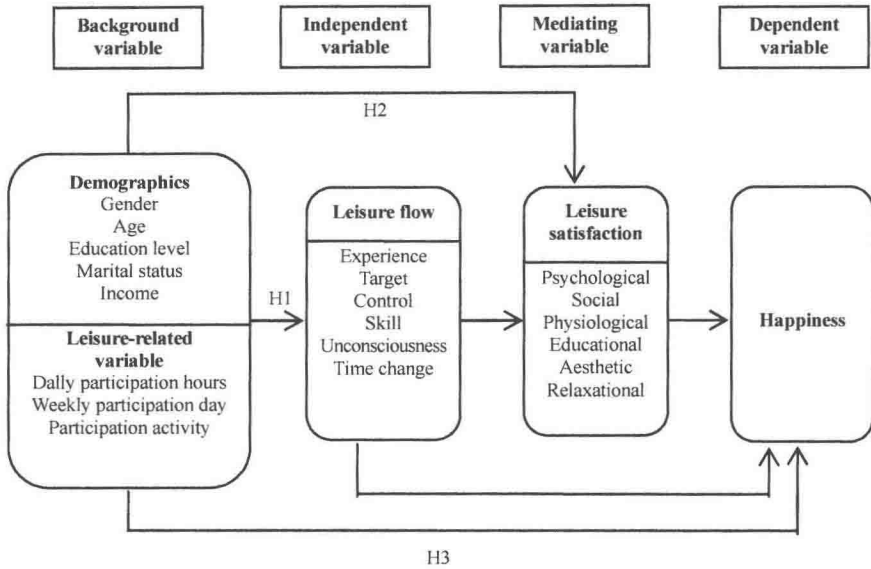 Background
variable
Independent
variable
Mediating
variable
Dependent
variable
H2
Demographics
Gender
Age
Education level
Marital status
Income
Leisure-related
variable
Dally participation hours
Weekly participation day
Participation activity
H1
Leisure flow
Experience
Target
Control
Skill
Unconsciousness
Time change
Leisure
satisfaction
Psychological
Social
Physiological
Educational
Aesthetic
Relaxational
Happiness
H3